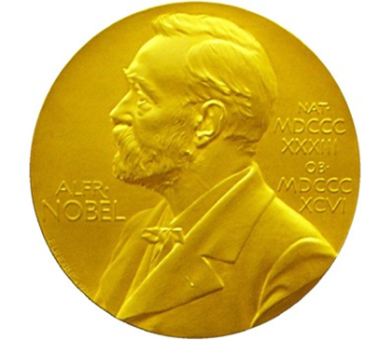 ALFR·
NOBEL
NAT·
MDCCC
XXXIII
OB·
MDCCC
XCVI